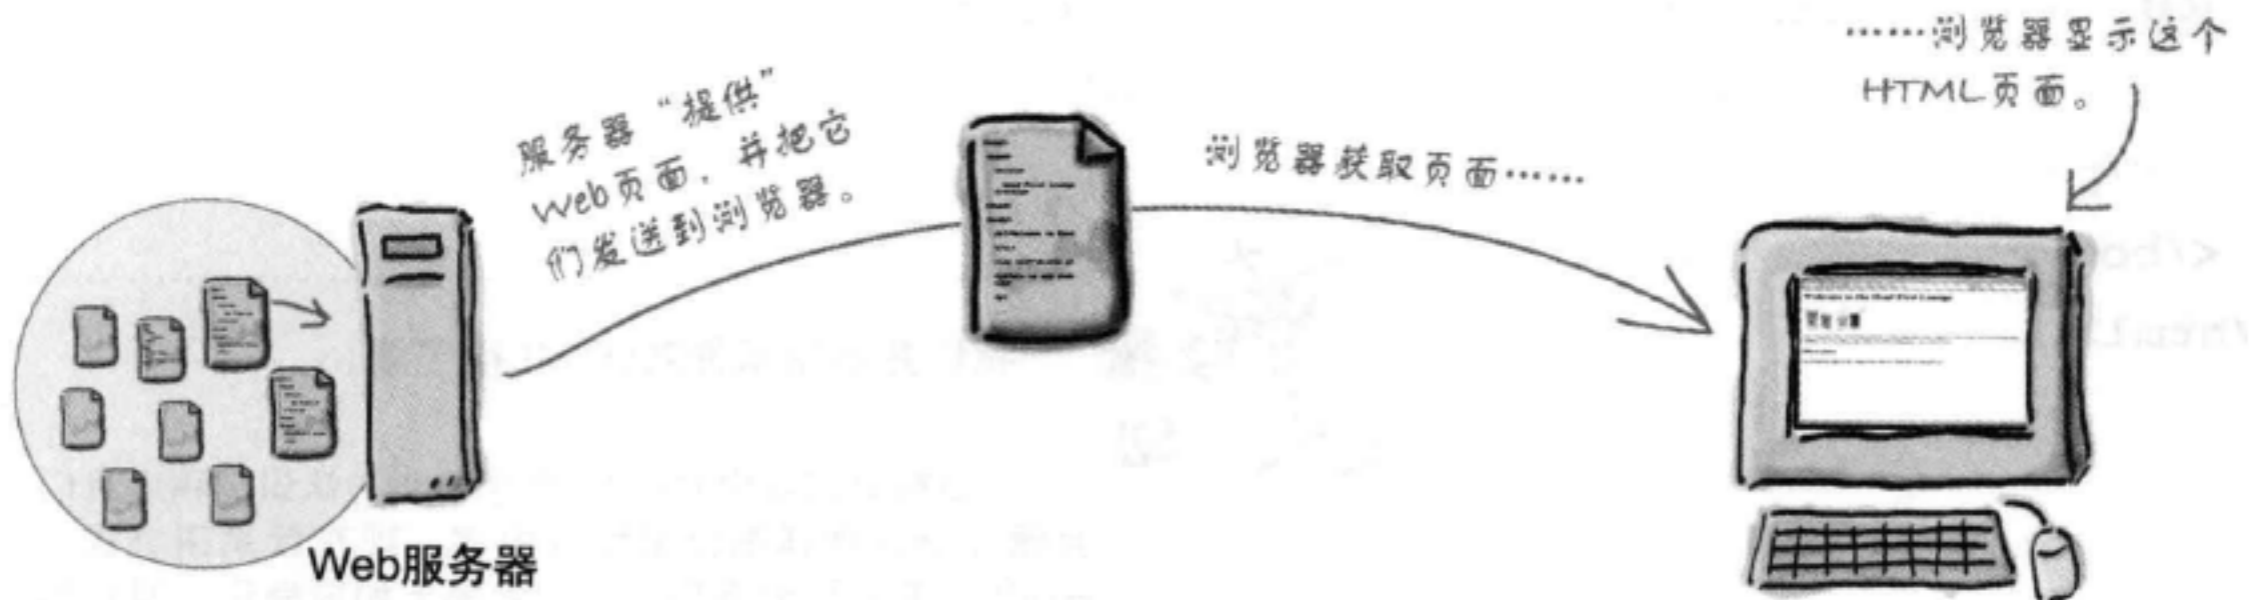 服务器“提供”
Web页面，并把它
们发送到浏览器。
浏览器获取页面……
……浏览器显示这个
HTML页面。
Web服务器